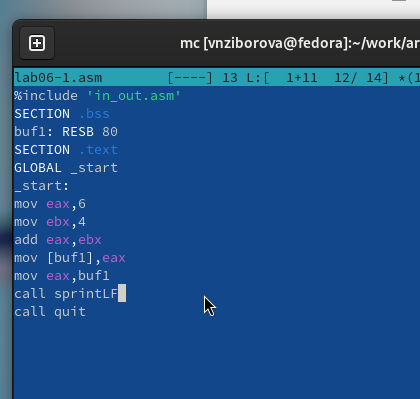 mc [vnziborova@fedora]:~/work/ar
lab06-1.asm [----] 13 L:[ 1+11 12/ 14] *(1
%include 'in_out.asm'
SECTION .bss
buf1: RESB 80
SECTION .text
GLOBAL _start
_start:
mov eax,6
mov ebx,4
add eax,ebx
mov [buf1],eax
mov eax,buf1
call sprintLF
call quit